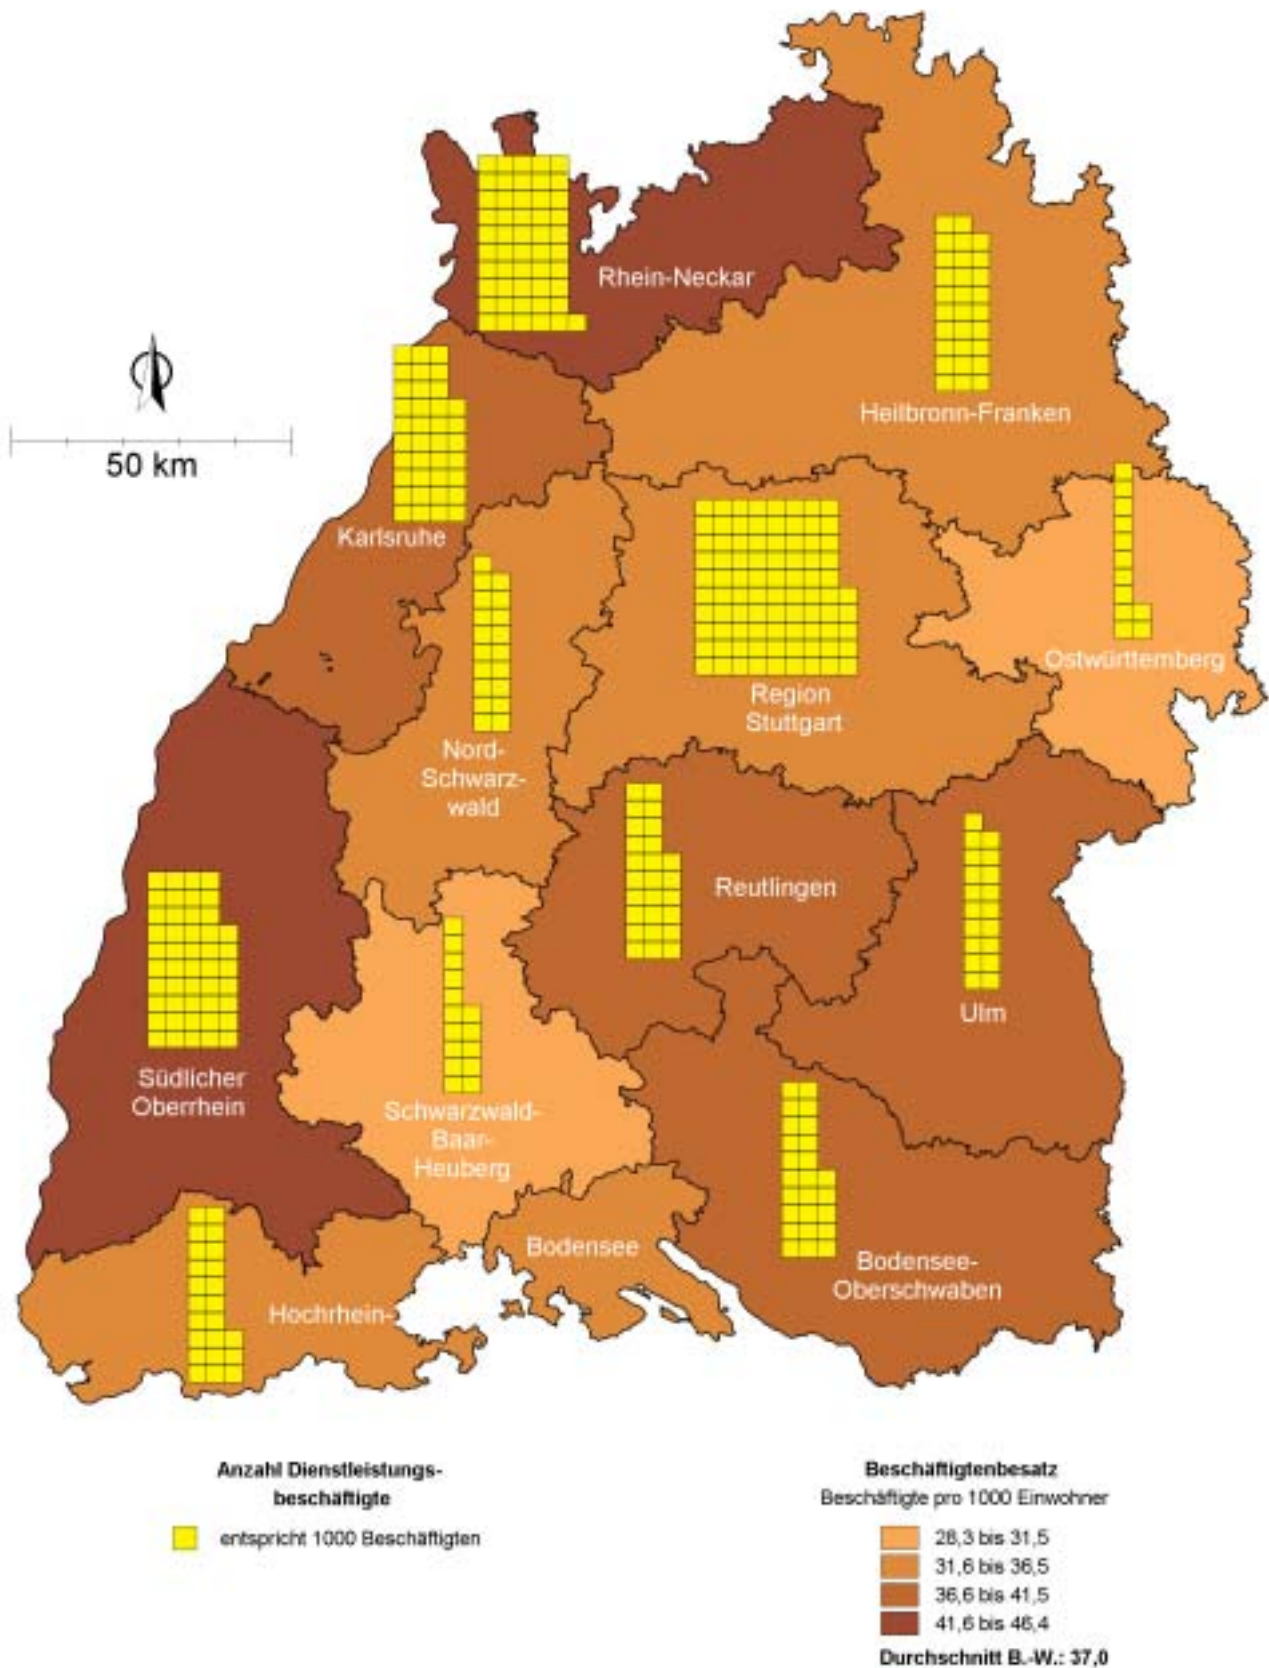 Rhein-Neckar
Heilbronn-Franken
50 km
Karlsruhe
Ostwürttemberg
Region
Stuttgart
Nord-
Schwarz-
wald
Reutlingen
Ulm
Südlicher
Oberrhein
Schwarzwald-
Baar-
Heuberg
Bodensee
Bodensee-
Oberschwaben
Hochrhein-
Anzahl Dienstleistungs-
beschäftigte
entspricht 1000 Beschäftigten
Beschäftigtenbesatz
Beschäftigte pro 1000 Einwohner
28,3 bis 31,5
31,6 bis 36,5
36,6 bis 41,5
41,6 bis 46,4
Durchschnitt B.-W.: 37,0